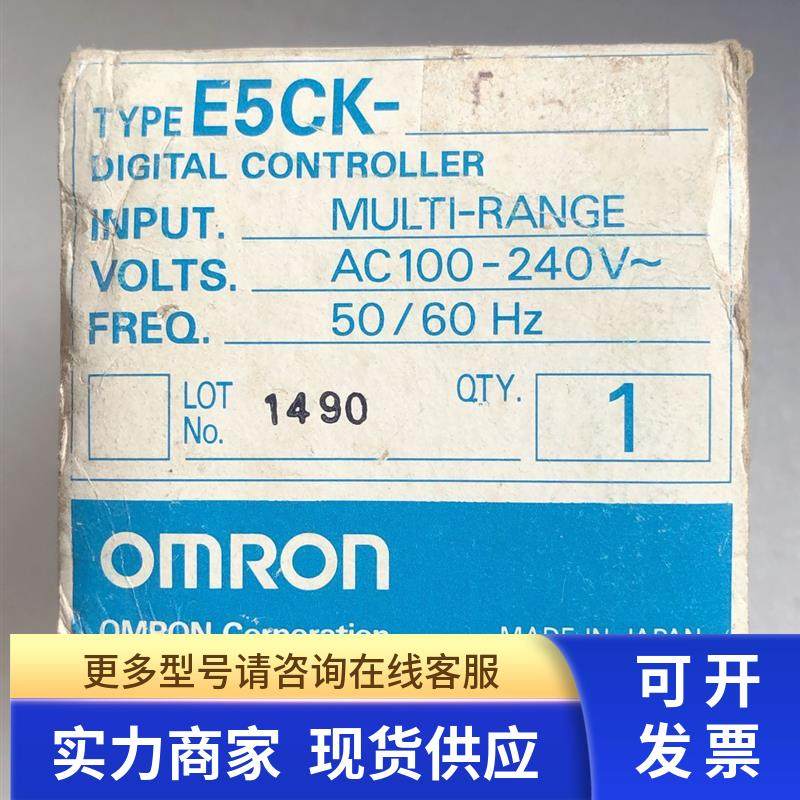 TYPE E5CK-
DIGITAL CONTROLLER
INPUT. MULTI-RANGE
VOLTS. AC100-240V~
FREQ. 50/60 Hz
LOT No. 1490 QTY. 1
OMRON
OMRON Corporation MADE IN JAPAN
更多型号请咨询在线客服
实力商家 现货供应
可开
发票